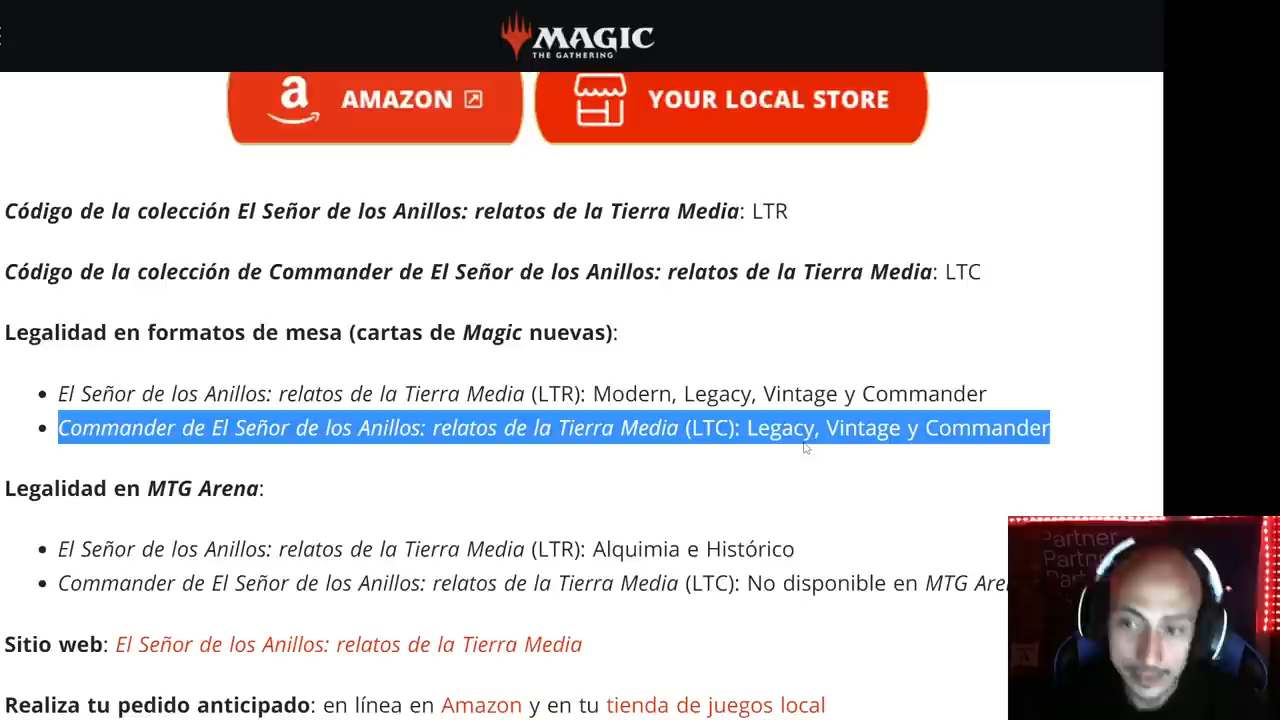 MAGIC
THE GATHERING
a AMAZON
YOUR LOCAL STORE
Código de la colección El Señor de los Anillos: relatos de la Tierra Media: LTR
Código de la colección de Commander de El Señor de los Anillos: relatos de la Tierra Media: LTC
Legalidad en formatos de mesa (cartas de Magic nuevas):
• El Señor de los Anillos: relatos de la Tierra Media (LTR): Modern, Legacy, Vintage y Commander
• Commander de El Señor de los Anillos: relatos de la Tierra Media (LTC): Legacy, Vintage y Commander
Legalidad en MTG Arena:
• El Señor de los Anillos: relatos de la Tierra Media (LTR): Alquimia e Histórico
• Commander de El Señor de los Anillos: relatos de la Tierra Media (LTC): No disponible en MTG Are
Partner
Partne
Part
Sitio web: El Señor de los Anillos: relatos de la Tierra Media
Realiza tu pedido anticipado: en línea en Amazon y en tu tienda de juegos local